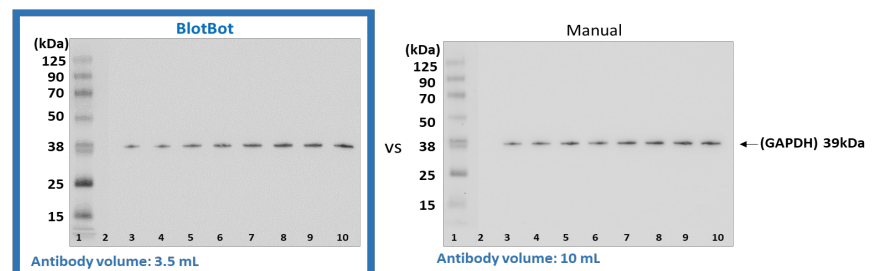 BlotBot
(kDa)
125
90
70
50
38
25
15
1 2 3 4 5 6 7 8 9 10
Antibody volume: 3.5 mL
VS
Manual
(kDa)
125
90
70
50
38
25
15
1 2 3 4 5 6 7 8 9 10
(GAPDH) 39kDa
Antibody volume: 10 mL